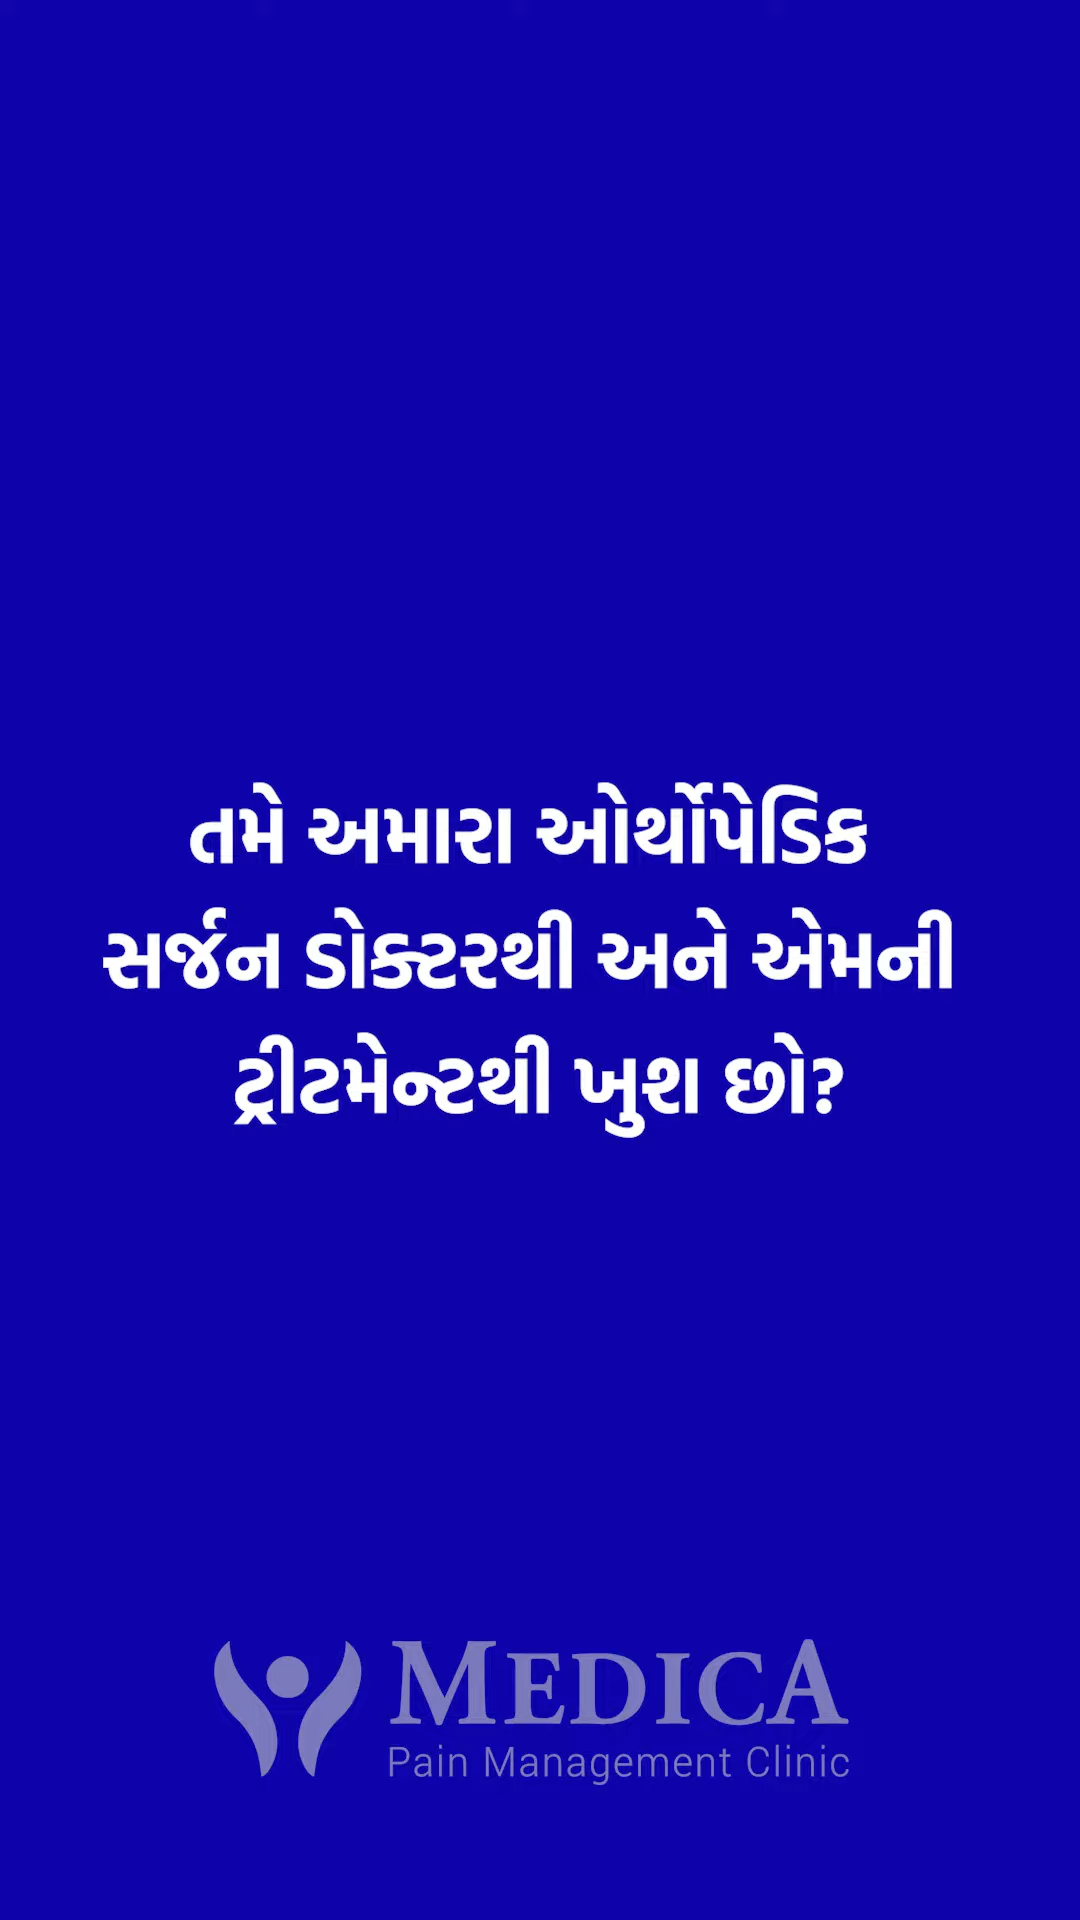 તમે અમારા ઓર્થોપેડિક
સર્જન ડોક્ટરથી અને એમની
ટ્રીટમેન્ટથી ખુશ છો?
MEDICA
Pain Management Clinic